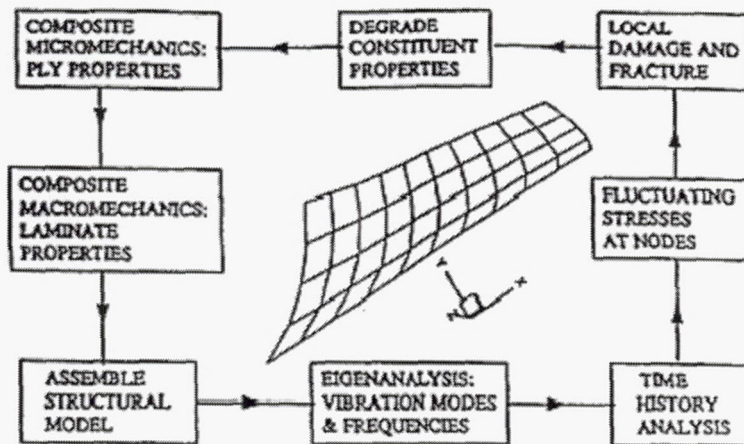 COMPOSITE
MICROMECHANICS:
PLY PROPERTIES
DEGRADE
CONSTITUENT
PROPERTIES
LOCAL
DAMAGE AND
FRACTURE
COMPOSITE
MACROMECHANICS:
LAMINATE
PROPERTIES
FLUCTUATING
STRESSES
AT NODES
Y
X
Z
ASSEMBLE
STRUCTURAL
MODEL
EIGENANALYSIS:
VIBRATION MODES
& FREQUENCIES
TIME
HISTORY
ANALYSIS